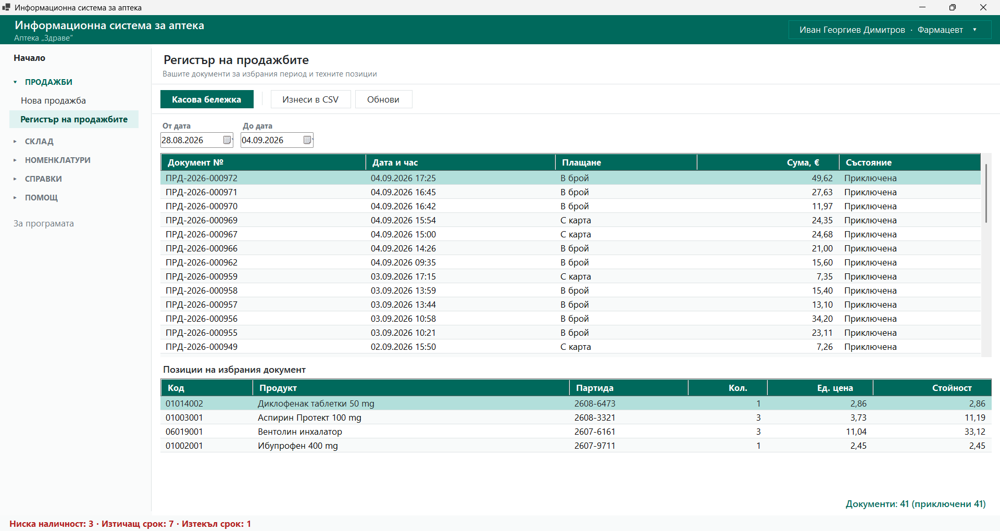 Информационна система за аптека
Информационна система за аптека
Аптека „Здраве“
Иван Георгиев Димитров · Фармацевт
Начало
ПРОДАЖБИ
Нова продажба
Регистър на продажбите
СКЛАД
НОМЕНКЛАТУРИ
СПРАВКИ
ПОМОЩ
За програмата
Регистър на продажбите
Вашите документи за избрания период и техните позиции
Касова бележка Изнеси в CSV Обнови
От дата До дата
28.08.2026 04.09.2026
Документ № Дата и час Плащане Сума, € Състояние
ПРД-2026-000972 04.09.2026 17:25 В брой 49,62 Приключена
ПРД-2026-000971 04.09.2026 16:45 В брой 27,63 Приключена
ПРД-2026-000970 04.09.2026 16:42 В брой 11,97 Приключена
ПРД-2026-000969 04.09.2026 15:54 С карта 24,35 Приключена
ПРД-2026-000967 04.09.2026 15:00 С карта 24,68 Приключена
ПРД-2026-000966 04.09.2026 14:26 В брой 21,00 Приключена
ПРД-2026-000962 04.09.2026 09:35 В брой 15,60 Приключена
ПРД-2026-000959 03.09.2026 17:15 С карта 7,35 Приключена
ПРД-2026-000958 03.09.2026 13:59 В брой 15,40 Приключена
ПРД-2026-000957 03.09.2026 13:44 В брой 13,10 Приключена
ПРД-2026-000956 03.09.2026 10:58 В брой 34,20 Приключена
ПРД-2026-000955 03.09.2026 10:21 В брой 23,11 Приключена
ПРД-2026-000949 02.09.2026 15:50 С карта 7,26 Приключена
Позиции на избрания документ
Код Продукт Партида Кол. Ед. цена Стойност
01014002 Диклофенак таблетки 50 mg 2608-6473 1 2,86 2,86
01003001 Аспирин Протект 100 mg 2608-3321 3 3,73 11,19
06019001 Вентолин инхалатор 2607-6161 3 11,04 33,12
01002001 Ибупрофен 400 mg 2607-9711 1 2,45 2,45
Документи: 41 (приключени 41)
Ниска наличност: 3 · Изтичащ срок: 7 · Изтекъл срок: 1